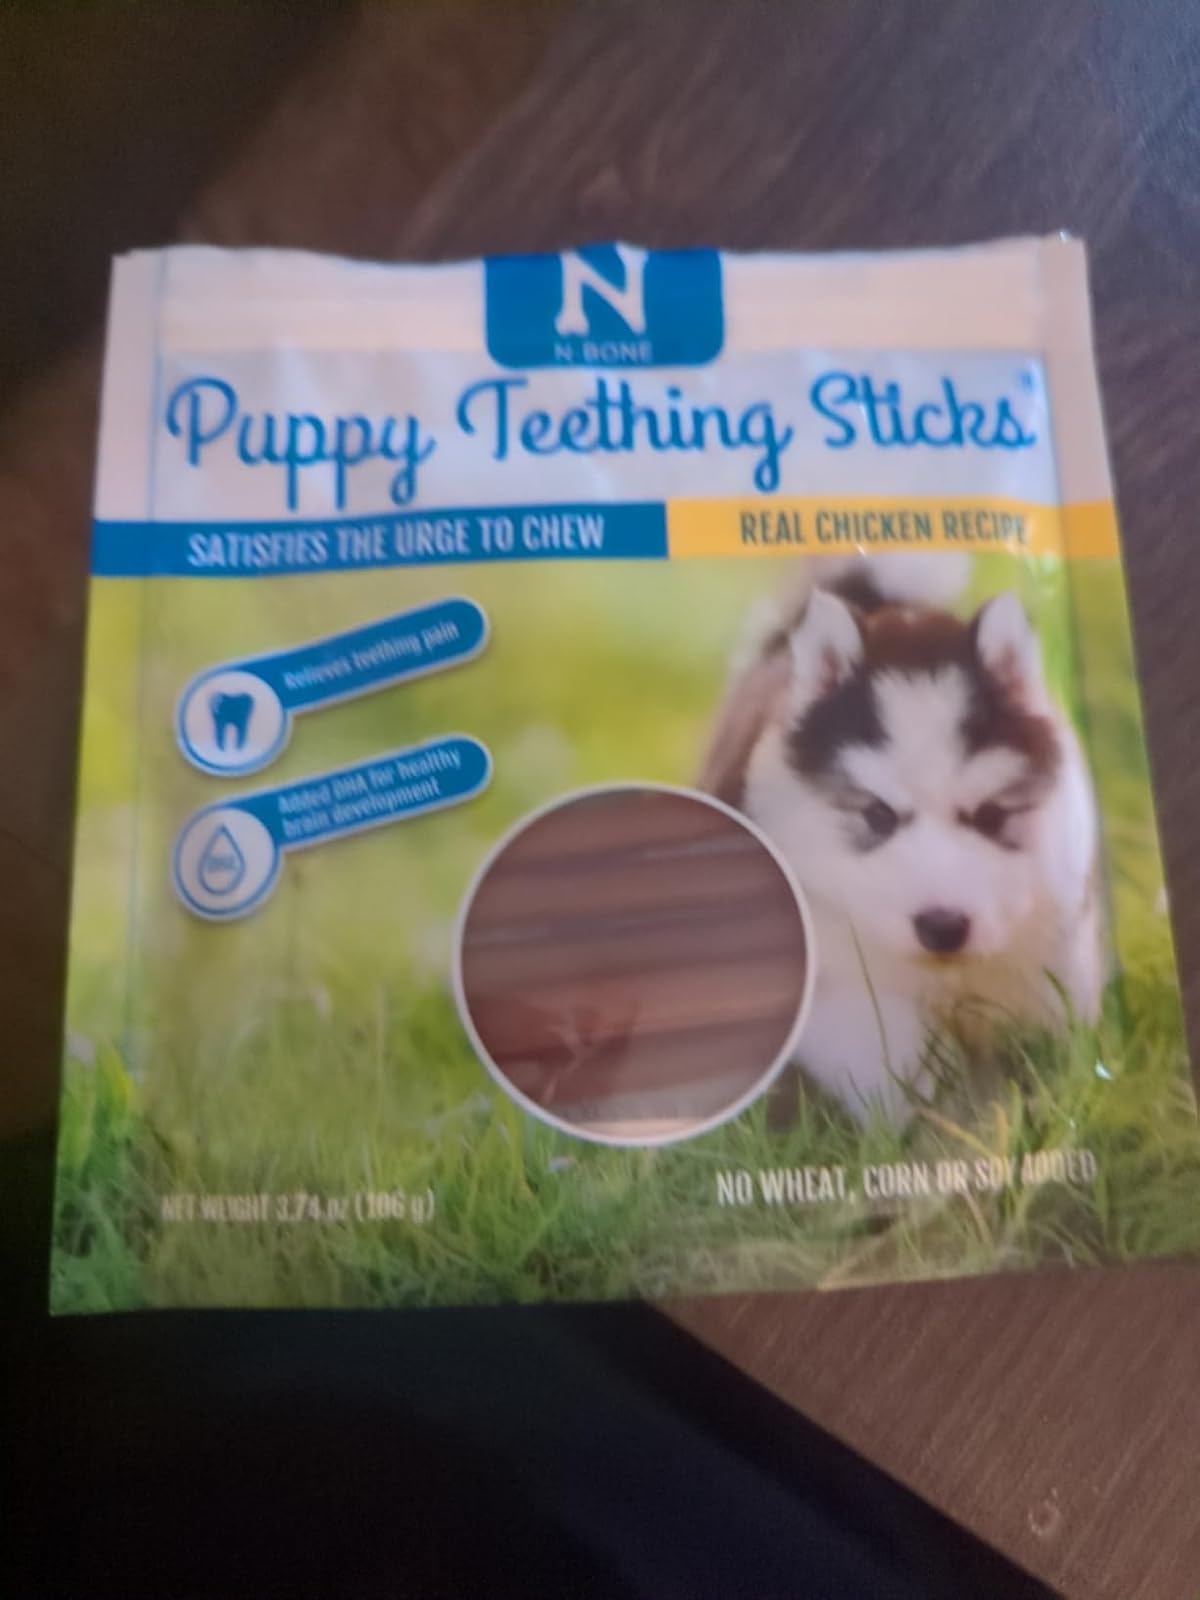 N
N-BONE
Puppy Teething Sticks
SATISFIES THE URGE TO CHEW
REAL CHICKEN RECIPE
Relieves teething pain
Added DHA for healthy
brain development
DHA
NET WEIGHT 3.74 oz (106 g)
NO WHEAT, CORN OR SOY ADDED